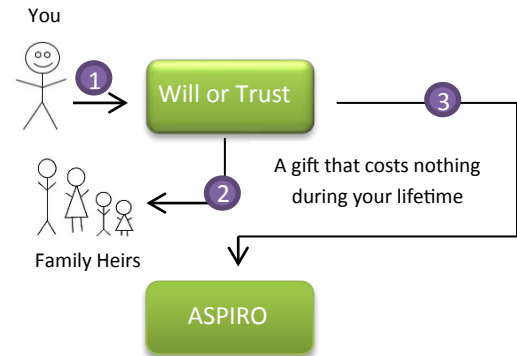 You
1
Will or Trust
3
A gift that costs nothing
during your lifetime
2
Family Heirs
ASPIRO